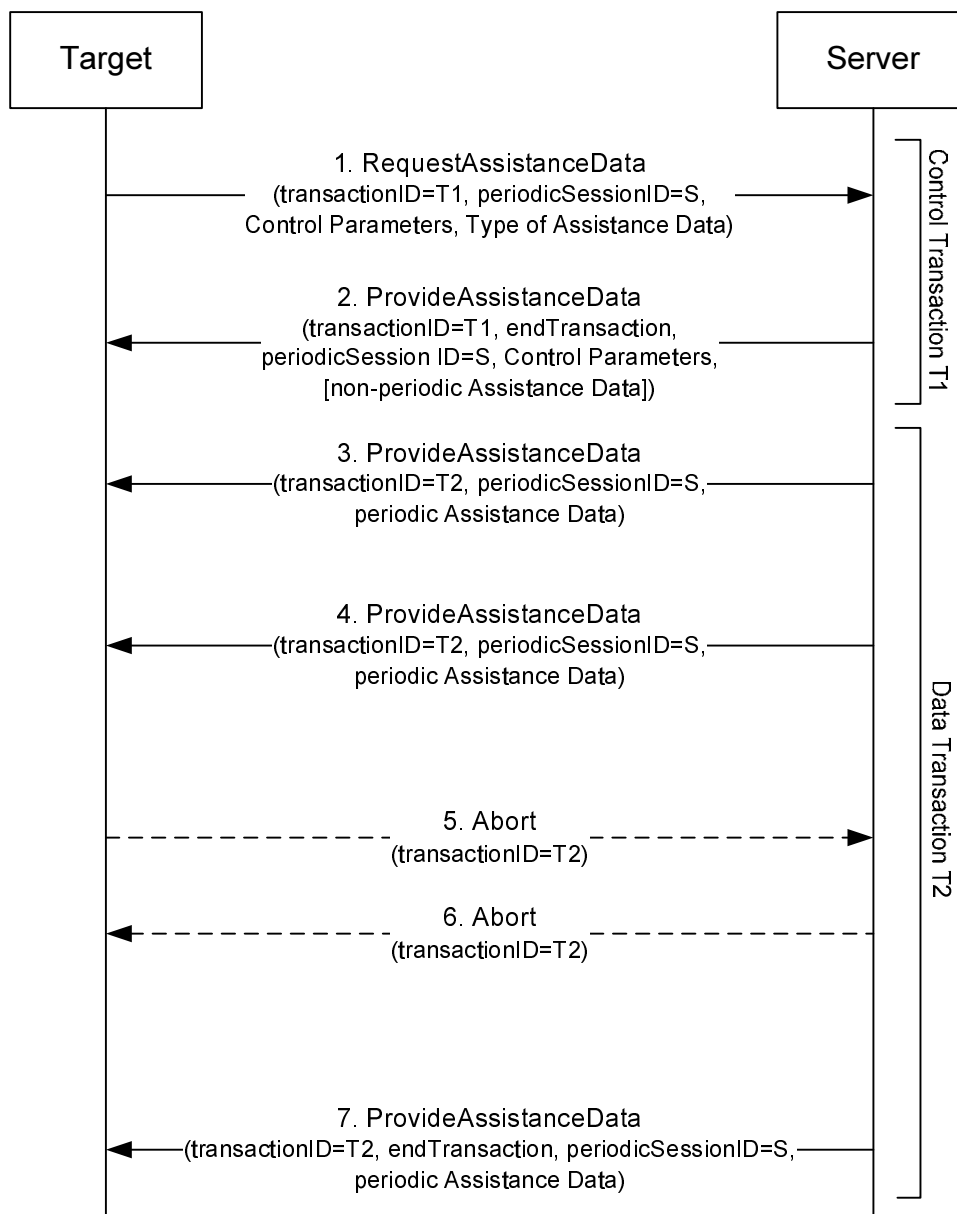 Target
Server
1. RequestAssistanceData
(transactionID=T1, periodicSessionID=S,
Control Parameters, Type of Assistance Data)
2. ProvideAssistanceData
(transactionID=T1, endTransaction,
periodicSession ID=S, Control Parameters,
[non-periodic Assistance Data])
Control Transaction T1
3. ProvideAssistanceData
(transactionID=T2, periodicSessionID=S,
periodic Assistance Data)
4. ProvideAssistanceData
(transactionID=T2, periodicSessionID=S,
periodic Assistance Data)
5. Abort
(transactionID=T2)
6. Abort
(transactionID=T2)
7. ProvideAssistanceData
(transactionID=T2, endTransaction, periodicSessionID=S,
periodic Assistance Data)
Data Transaction T2